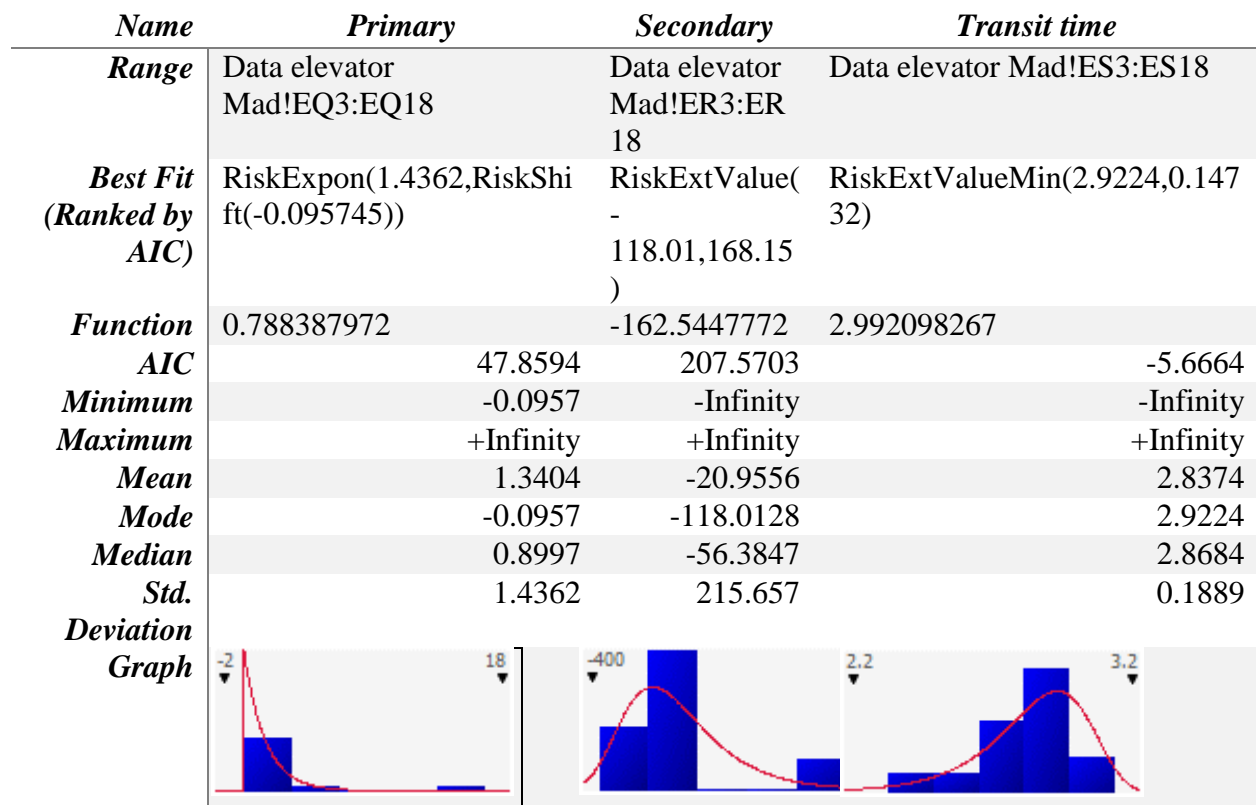 Name Primary Secondary Transit time
Range Data elevator Data elevator Data elevator Mad!ES3:ES18
Mad!EQ3:EQ18 Mad!ER3:ER
18
Best Fit RiskExpon(1.4362,RiskShi RiskExtValue( RiskExtValueMin(2.9224,0.147
(Ranked by ft(-0.095745)) - 32)
AIC) 118.01,168.15
)
Function 0.788387972 -162.5447772 2.992098267
AIC 47.8594 207.5703 -5.6664
Minimum -0.0957 -Infinity -Infinity
Maximum +Infinity +Infinity +Infinity
Mean 1.3404 -20.9556 2.8374
Mode -0.0957 -118.0128 2.9224
Median 0.8997 -56.3847 2.8684
Std. 1.4362 215.657 0.1889
Deviation
Graph -2 18 -400 2.2 3.2